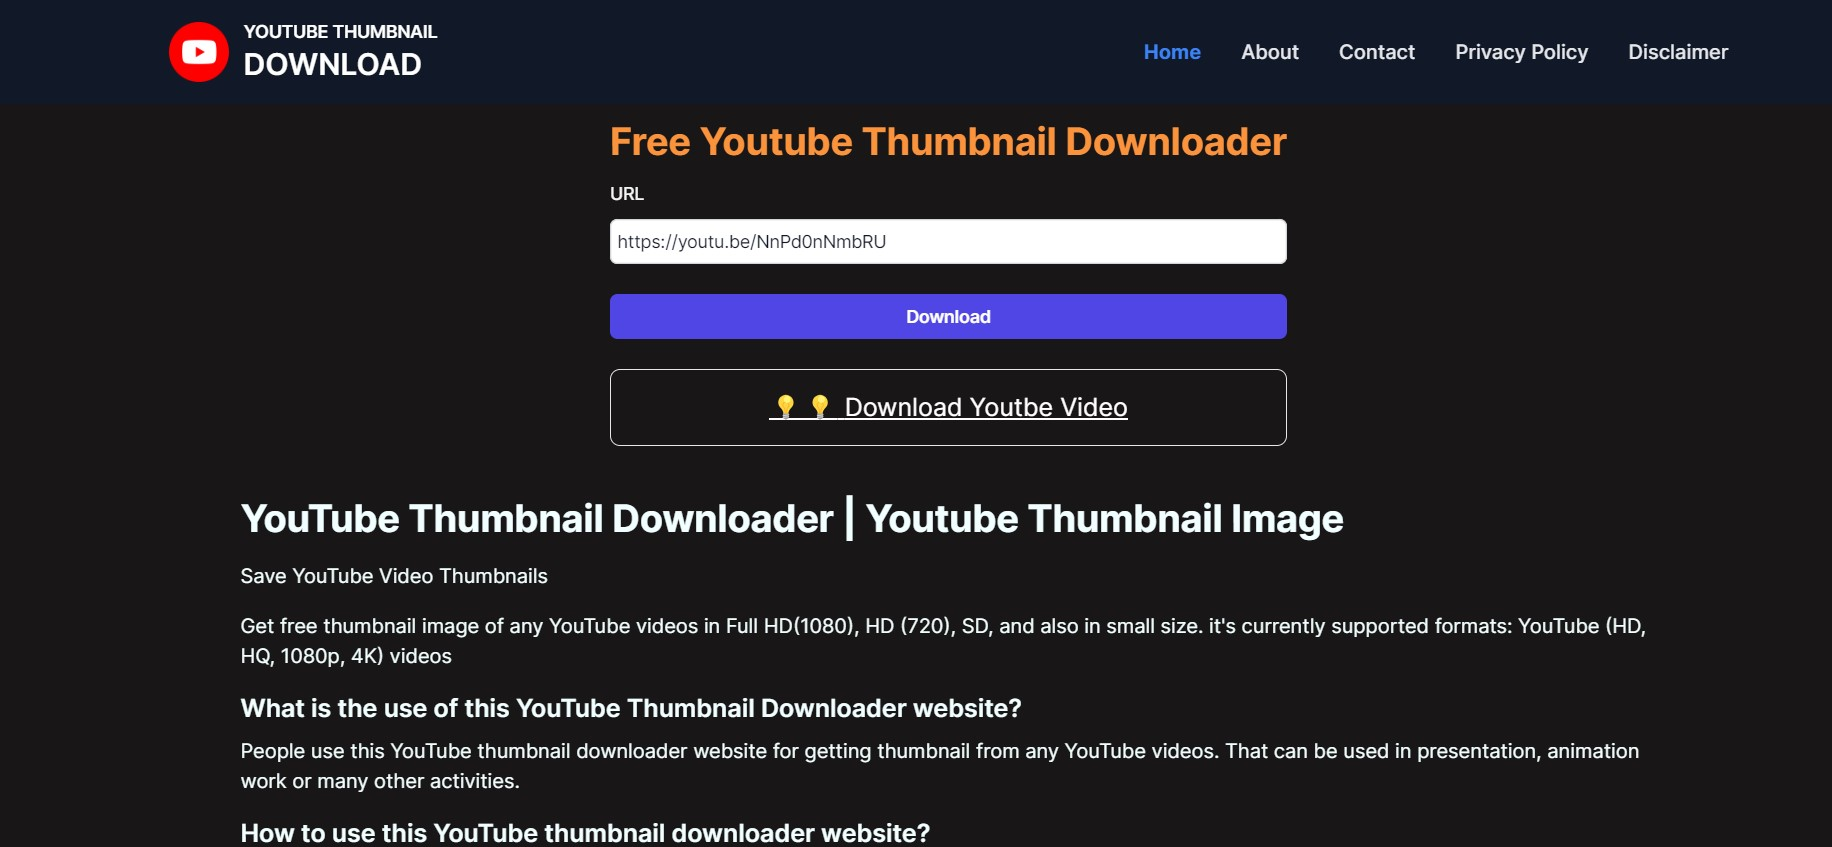 YOUTUBE THUMBNAIL
DOWNLOAD
Home About Contact Privacy Policy Disclaimer
Free Youtube Thumbnail Downloader
URL
https://youtu.be/NnPd0nNmbRU
Download
💡 💡 Download Youtbe Video
YouTube Thumbnail Downloader | Youtube Thumbnail Image
Save YouTube Video Thumbnails
Get free thumbnail image of any YouTube videos in Full HD(1080), HD (720), SD, and also in small size. it's currently supported formats: YouTube (HD,
HQ, 1080p, 4K) videos
What is the use of this YouTube Thumbnail Downloader website?
People use this YouTube thumbnail downloader website for getting thumbnail from any YouTube videos. That can be used in presentation, animation
work or many other activities.
How to use this YouTube thumbnail downloader website?